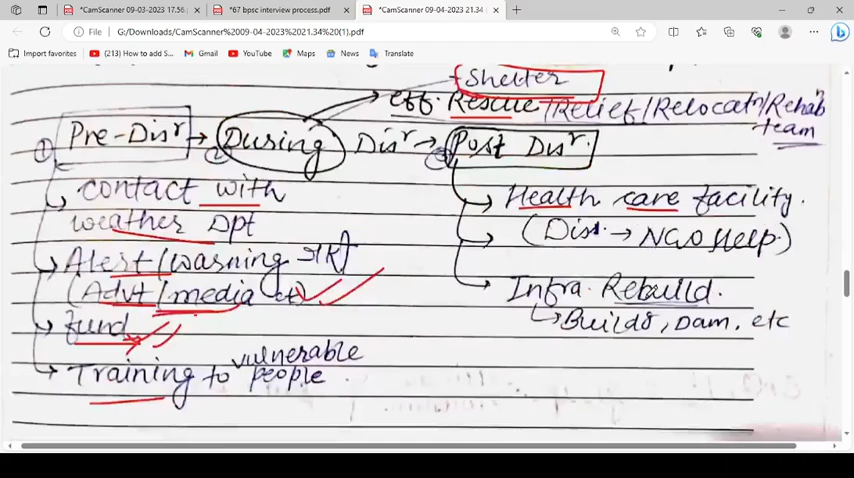 *CamScanner 09-03-2023 17.56.p
*67 bpsc interview process.pdf
*CamScanner 09-04-2023 21.34 (
File
G:/Downloads/CamScanner%2009-04-2023%2021.34%20(1).pdf
Import favorites
(213) How to add S...
Gmail
YouTube
Maps
News
Translate
Shelter
eff. Rescue/Relief/Relocatn/Rehab
team
① Pre-Disr → ② During Disr → ③ Post Disr.
contact with
weather Dpt
Alert/warning
(Advt/media
fund
Training to vulnerable
people
Health care facility.
(Dist. → NGO Help.)
Infra. Rebuild.
Builds, Dam, etc